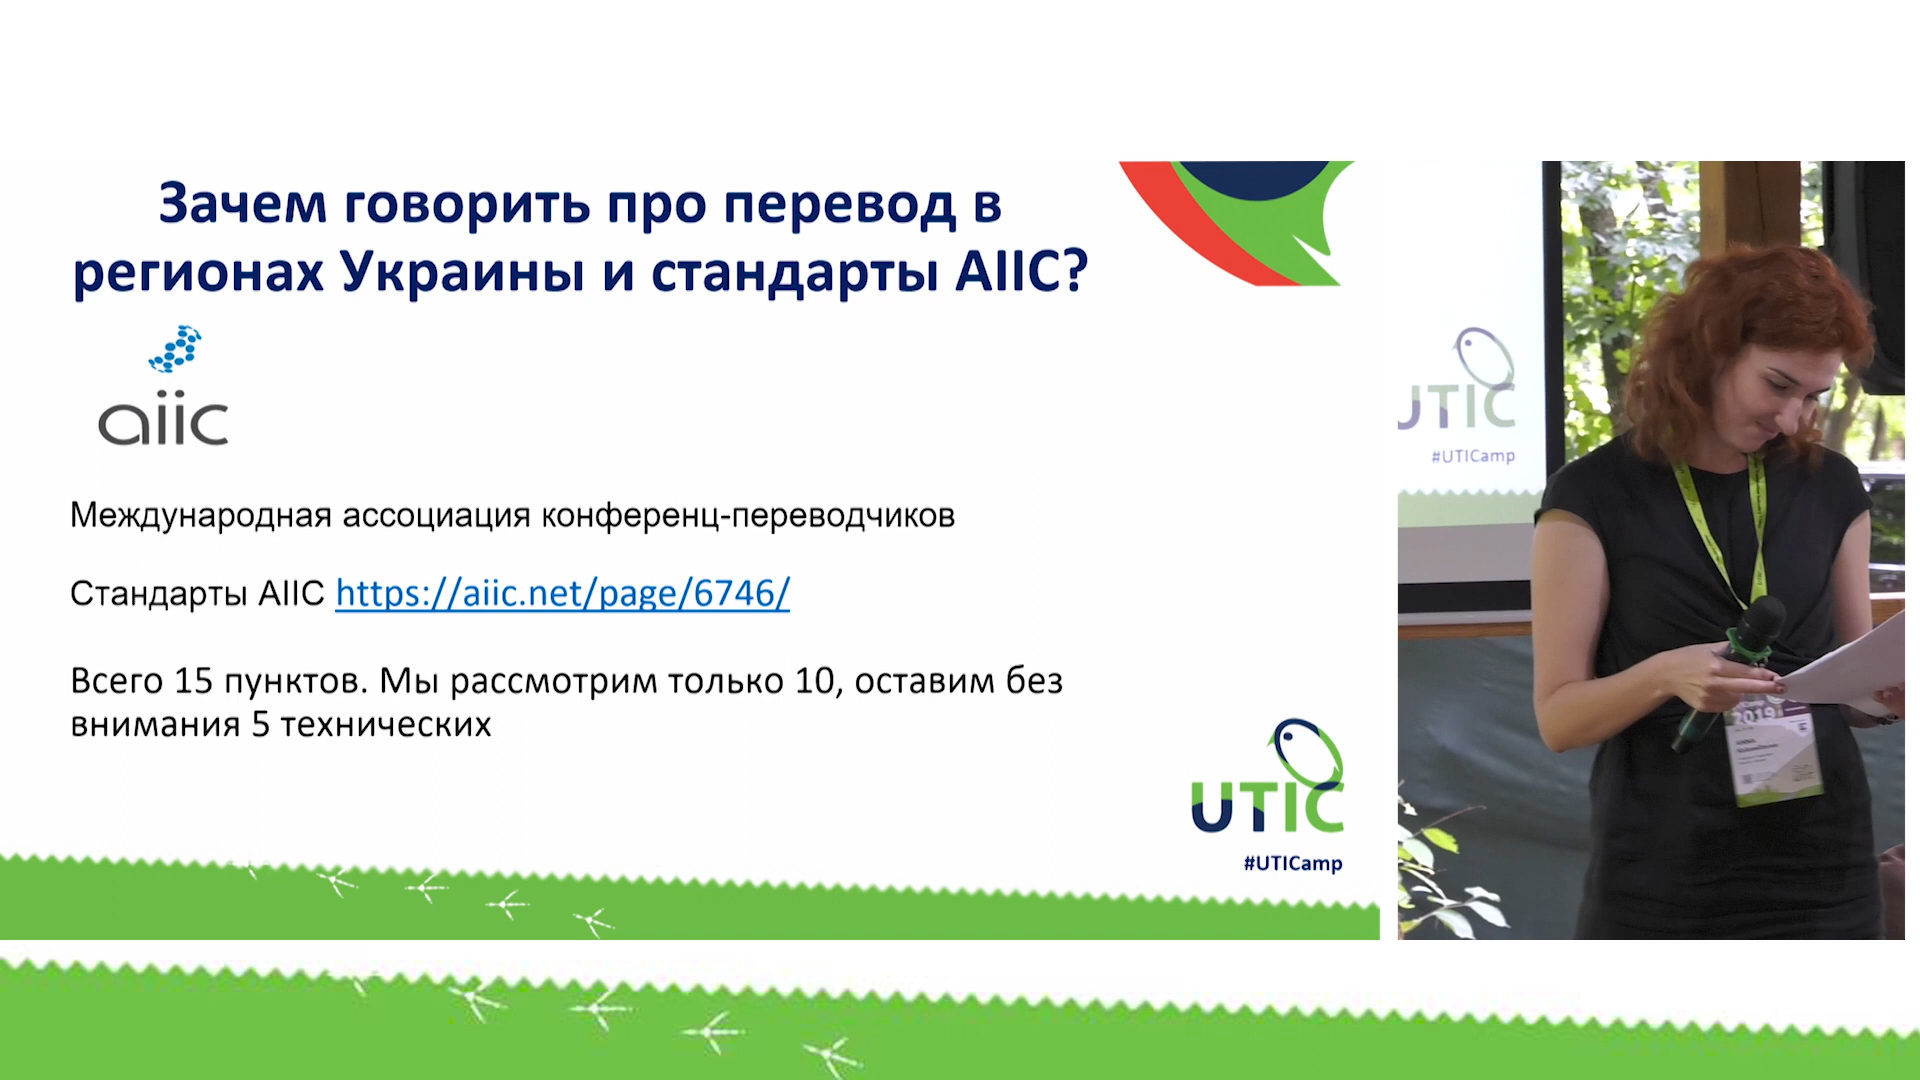 Зачем говорить про перевод в
регионах Украины и стандарты AIIC?
aiic
Международная ассоциация конференц-переводчиков
Стандарты AIIC https://aiic.net/page/6746/
Всего 15 пунктов. Мы рассмотрим только 10, оставим без
внимания 5 технических
UTIC
#UTICamp
UTIC
#UTICamp
2019
ANNA